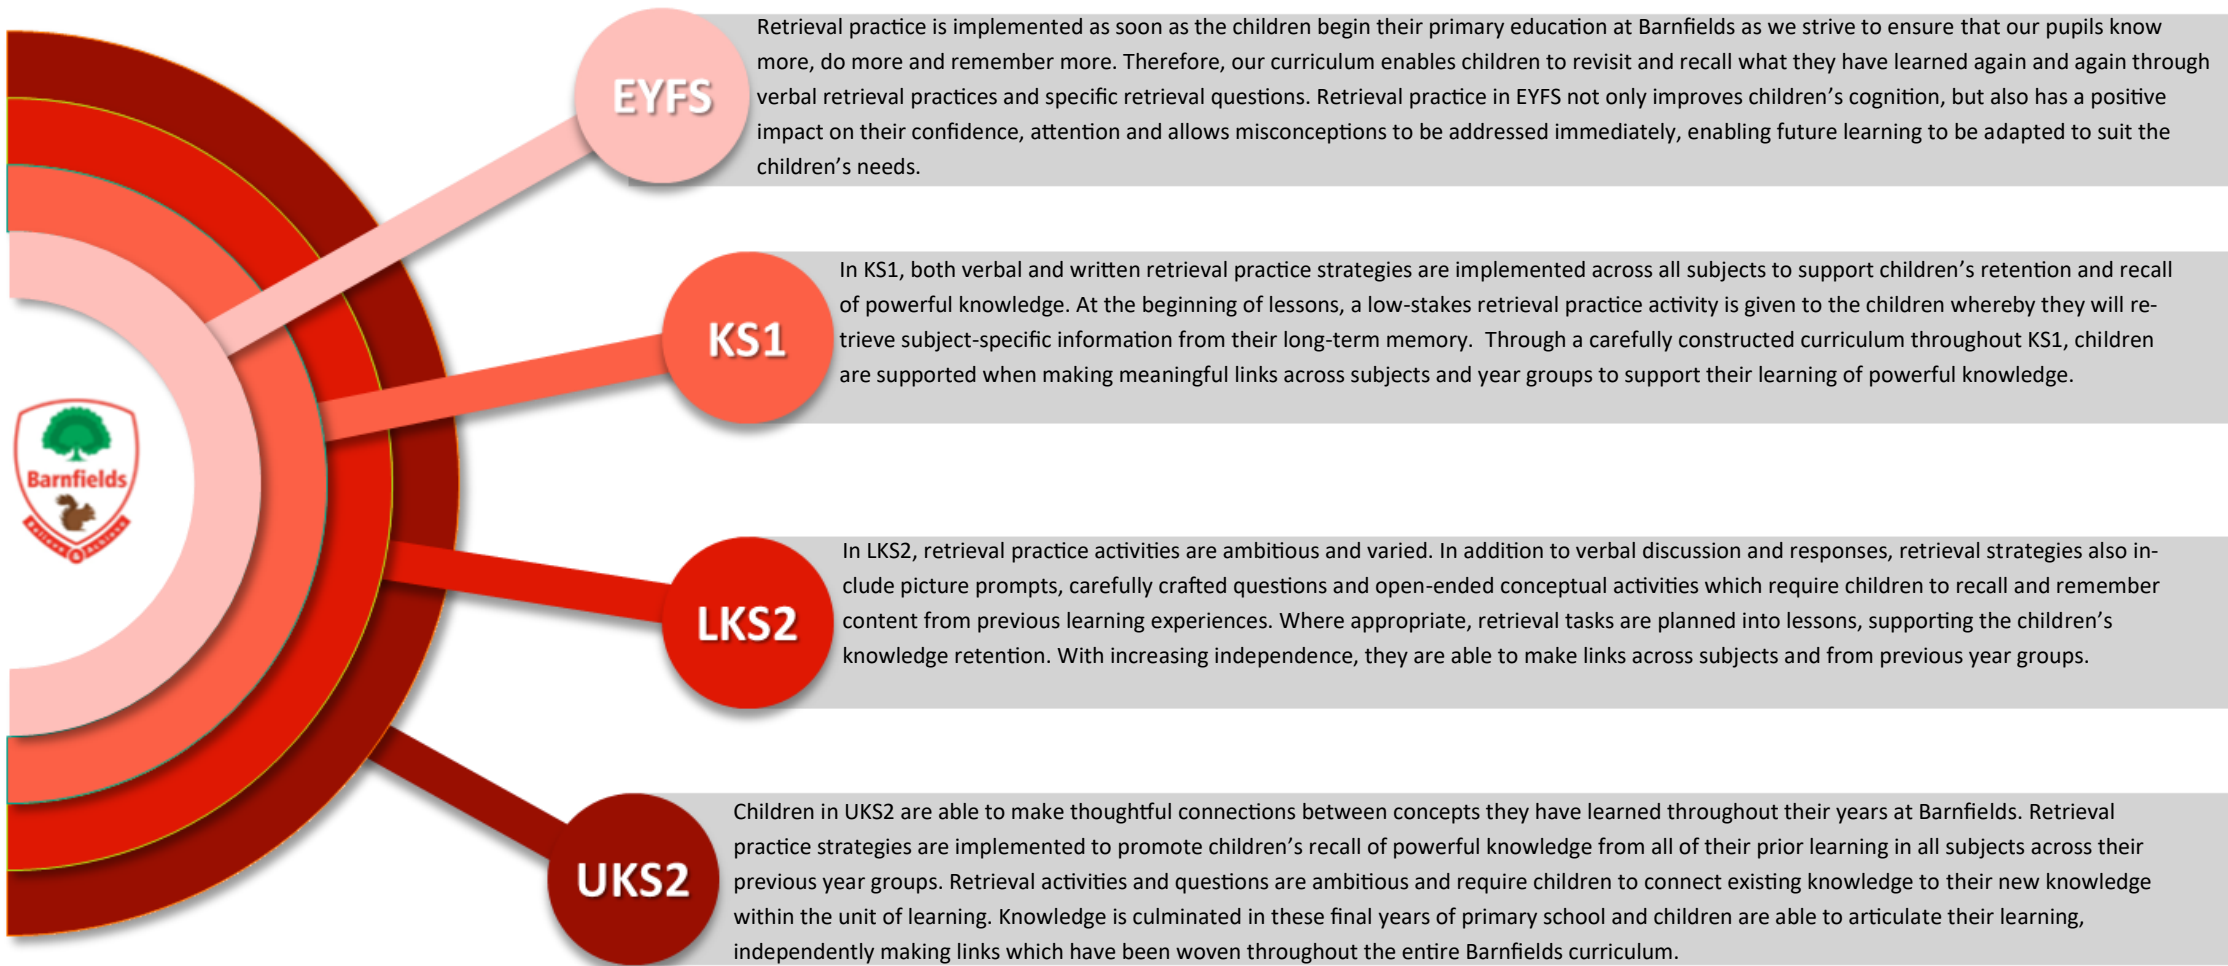 EYFS
Retrieval practice is implemented as soon as the children begin their primary education at Barnfields as we strive to ensure that our pupils know
more, do more and remember more. Therefore, our curriculum enables children to revisit and recall what they have learned again and again through
verbal retrieval practices and specific retrieval questions. Retrieval practice in EYFS not only improves children’s cognition, but also has a positive
impact on their confidence, attention and allows misconceptions to be addressed immediately, enabling future learning to be adapted to suit the
children’s needs.
KS1
In KS1, both verbal and written retrieval practice strategies are implemented across all subjects to support children’s retention and recall
of powerful knowledge. At the beginning of lessons, a low-stakes retrieval practice activity is given to the children whereby they will re-
trieve subject-specific information from their long-term memory.  Through a carefully constructed curriculum throughout KS1, children
are supported when making meaningful links across subjects and year groups to support their learning of powerful knowledge.
Barnfields
Believe & Achieve
LKS2
In LKS2, retrieval practice activities are ambitious and varied. In addition to verbal discussion and responses, retrieval strategies also in-
clude picture prompts, carefully crafted questions and open-ended conceptual activities which require children to recall and remember
content from previous learning experiences. Where appropriate, retrieval tasks are planned into lessons, supporting the children’s
knowledge retention. With increasing independence, they are able to make links across subjects and from previous year groups.
UKS2
Children in UKS2 are able to make thoughtful connections between concepts they have learned throughout their years at Barnfields. Retrieval
practice strategies are implemented to promote children’s recall of powerful knowledge from all of their prior learning in all subjects across their
previous year groups. Retrieval activities and questions are ambitious and require children to connect existing knowledge to their new knowledge
within the unit of learning. Knowledge is culminated in these final years of primary school and children are able to articulate their learning,
independently making links which have been woven throughout the entire Barnfields curriculum.